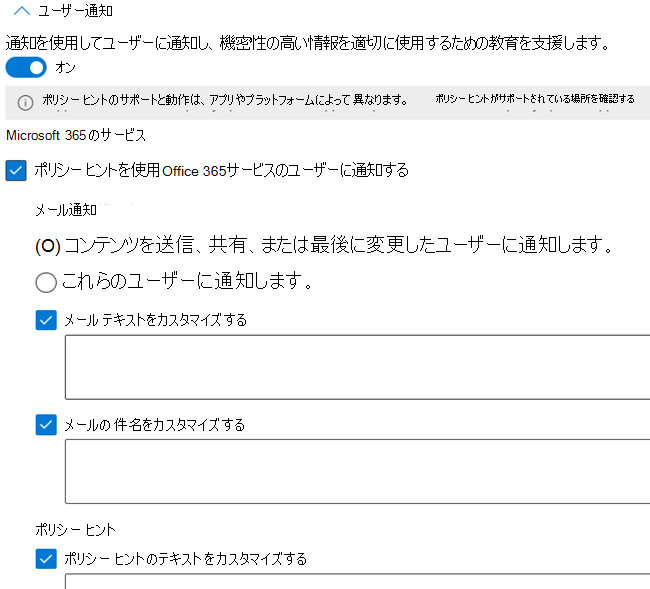 ユーザー通知
通知を使用してユーザーに通知し、機密性の高い情報を適切に使用するための教育を支援します。
オン
ポリシー ヒントのサポートと動作は、アプリやプラットフォームによって異なります。 ポリシー ヒントがサポートされている場所を確認する
Microsoft 365のサービス
ポリシー ヒントを使用Office 365サービスのユーザーに通知する
メール通知
(O) コンテンツを送信、共有、または最後に変更したユーザーに通知します。
これらのユーザーに通知します。
メール テキストをカスタマイズする
メールの件名をカスタマイズする
ポリシー ヒント
ポリシー ヒントのテキストをカスタマイズする